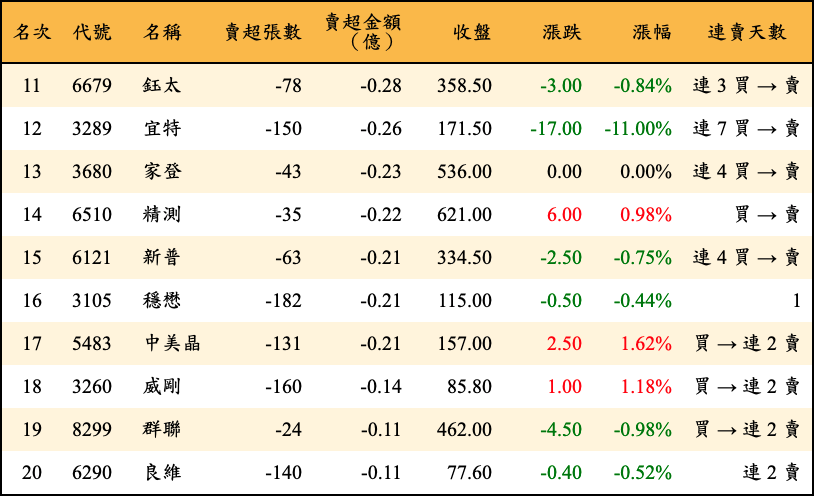 名次 代號 名稱 賣超張數 賣超金額（億） 收盤 漲跌 漲幅 連賣天數
11 6679 鈺太 -78 -0.28 358.50 -3.00 -0.84% 連 3 買 → 賣
12 3289 宜特 -150 -0.26 171.50 -17.00 -11.00% 連 7 買 → 賣
13 3680 家登 -43 -0.23 536.00 0.00 0.00% 連 4 買 → 賣
14 6510 精測 -35 -0.22 621.00 6.00 0.98% 買 → 賣
15 6121 新普 -63 -0.21 334.50 -2.50 -0.75% 連 4 買 → 賣
16 3105 穩懋 -182 -0.21 115.00 -0.50 -0.44% 1
17 5483 中美晶 -131 -0.21 157.00 2.50 1.62% 買 → 連 2 賣
18 3260 威剛 -160 -0.14 85.80 1.00 1.18% 買 → 連 2 賣
19 8299 群聯 -24 -0.11 462.00 -4.50 -0.98% 買 → 連 2 賣
20 6290 良維 -140 -0.11 77.60 -0.40 -0.52% 連 2 賣